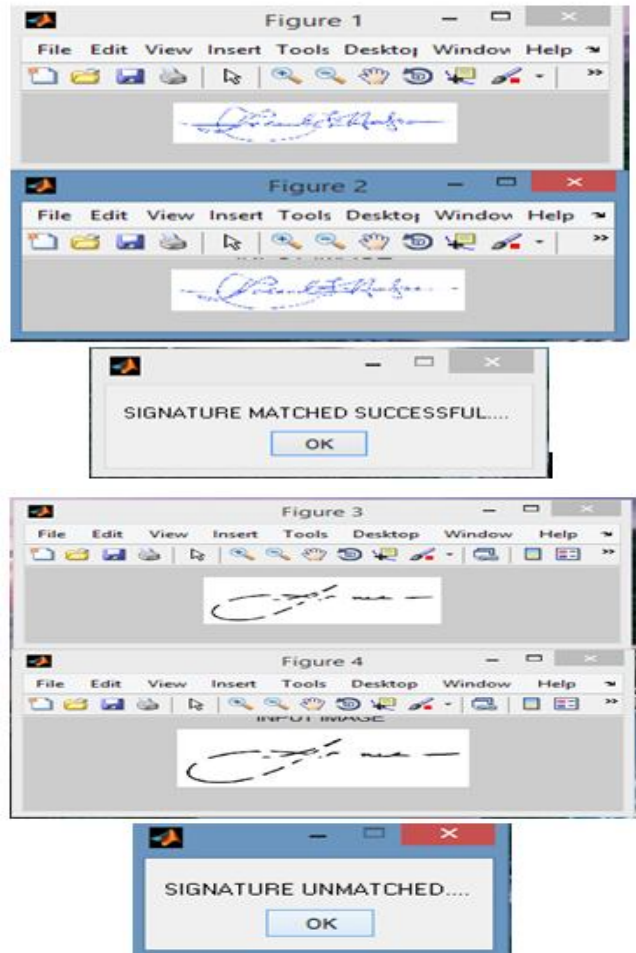 Figure 1
File Edit View Insert Tools Desktop Window Help
Figure 2
File Edit View Insert Tools Desktop Window Help
SIGNATURE MATCHED SUCCESSFUL....
OK
Figure 3
File Edit View Insert Tools Desktop Window Help
Figure 4
File Edit View Insert Tools Desktop Window Help
INPUT IMAGE
SIGNATURE UNMATCHED....
OK